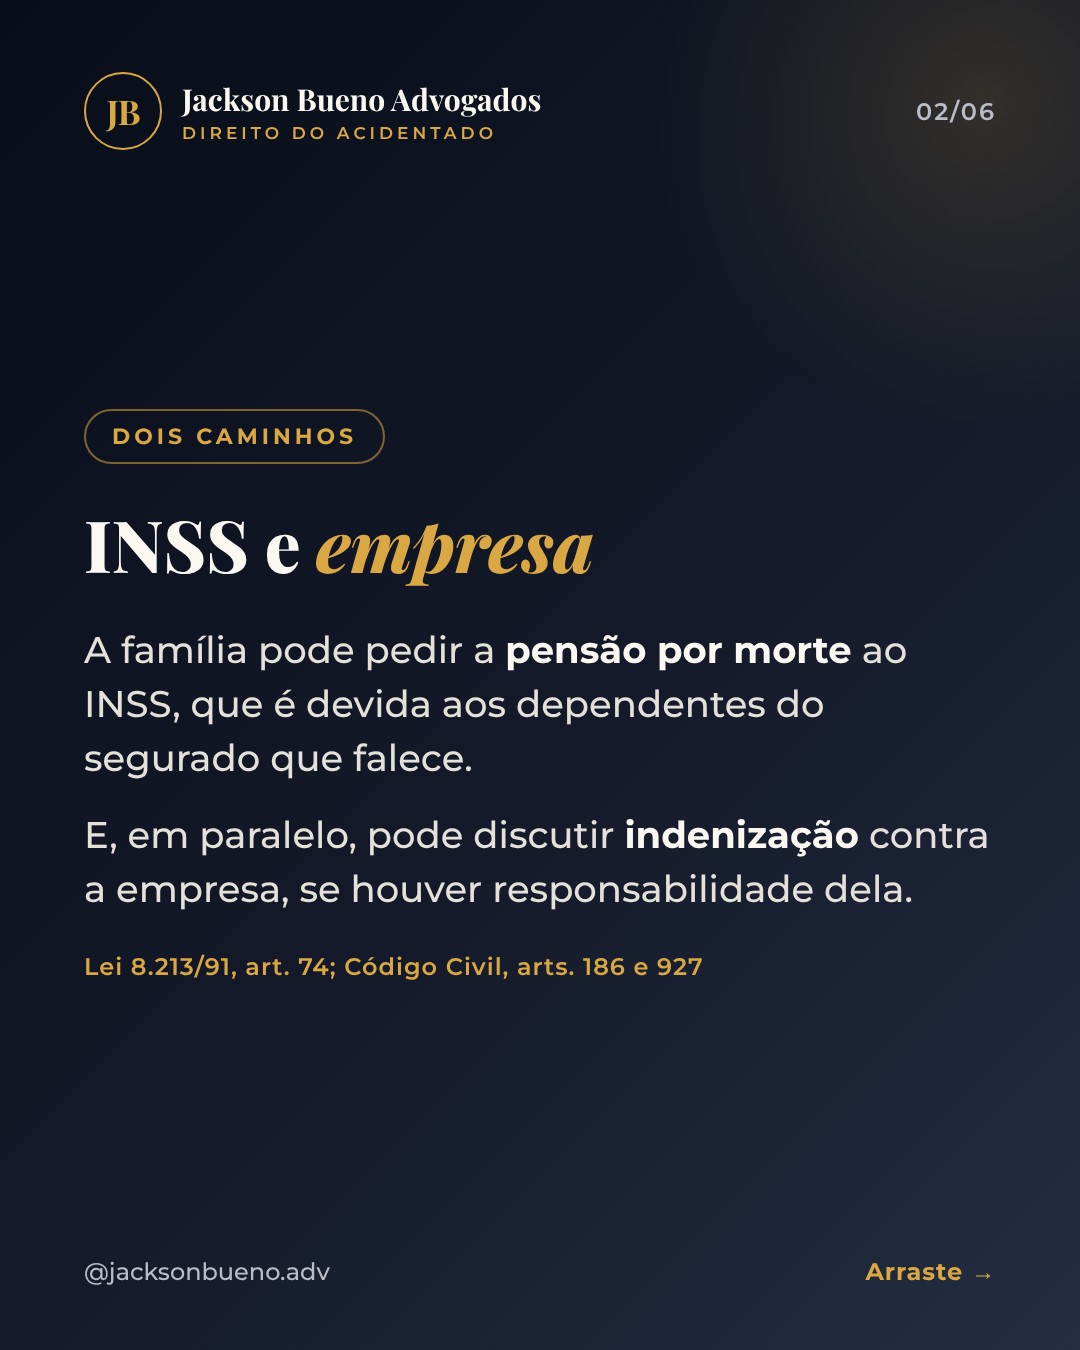 JB
Jackson Bueno Advogados
DIREITO DO ACIDENTADO
02/06
DOIS CAMINHOS
INSS e empresa
A família pode pedir a pensão por morte ao
INSS, que é devida aos dependentes do
segurado que falece.
E, em paralelo, pode discutir indenização contra
a empresa, se houver responsabilidade dela.
Lei 8.213/91, art. 74; Código Civil, arts. 186 e 927
@jacksonbueno.adv
Arraste →